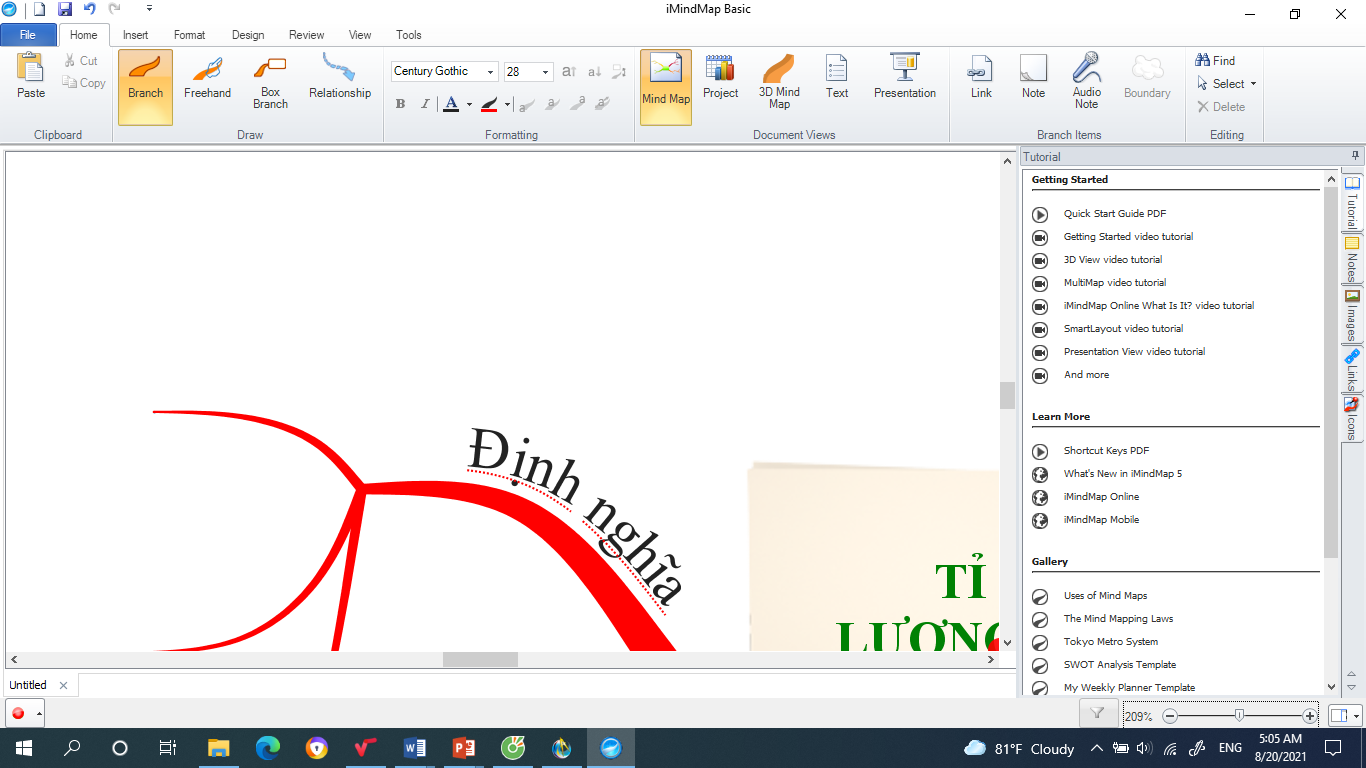 iMindMap Basic
File Home Insert Format Design Review View Tools
Paste
Cut
Copy
Clipboard
Branch
Freehand
Box Branch
Relationship
Draw
Century Gothic 28
B I A
Formatting
Mind Map
Project
3D Mind Map
Text
Presentation
Document Views
Link
Note
Audio Note
Boundary
Branch Items
Find
Select
Delete
Editing
Định nghĩa
TỈ
LƯỢNG
Tutorial
Getting Started
Quick Start Guide PDF
Getting Started video tutorial
3D View video tutorial
MultiMap video tutorial
iMindMap Online What Is It? video tutorial
SmartLayout video tutorial
Presentation View video tutorial
And more
Learn More
Shortcut Keys PDF
What's New in iMindMap 5
iMindMap Online
iMindMap Mobile
Gallery
Uses of Mind Maps
The Mind Mapping Laws
Tokyo Metro System
SWOT Analysis Template
My Weekly Planner Template
Tutorial
Notes
Images
Links
Icons
Untitled
209%
81°F Cloudy
ENG
5:05 AM
8/20/2021